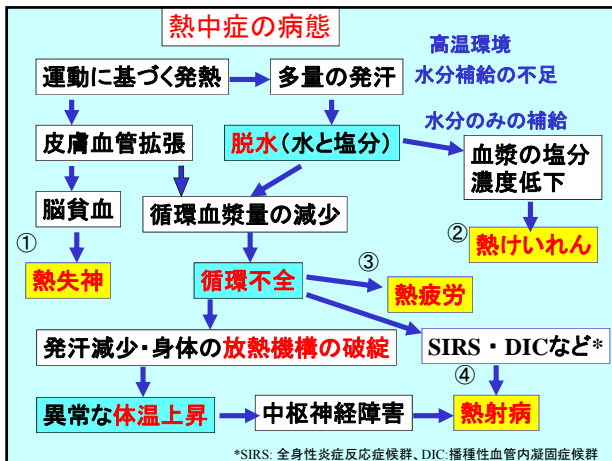 熱中症の病態
高温環境
運動に基づく発熱
多量の発汗
水分補給の不足
水分のみの補給
皮膚血管拡張
脱水(水と塩分)
血漿の塩分
濃度低下
脳貧血
循環血漿量の減少
①
②
熱けいれん
熱失神
循環不全
③
熱疲労
発汗減少・身体の放熱機構の破綻
SIRS・DICなど*
④
異常な体温上昇
中枢神経障害
熱射病
*SIRS: 全身性炎症反応症候群、DIC:播種性血管内凝固症候群